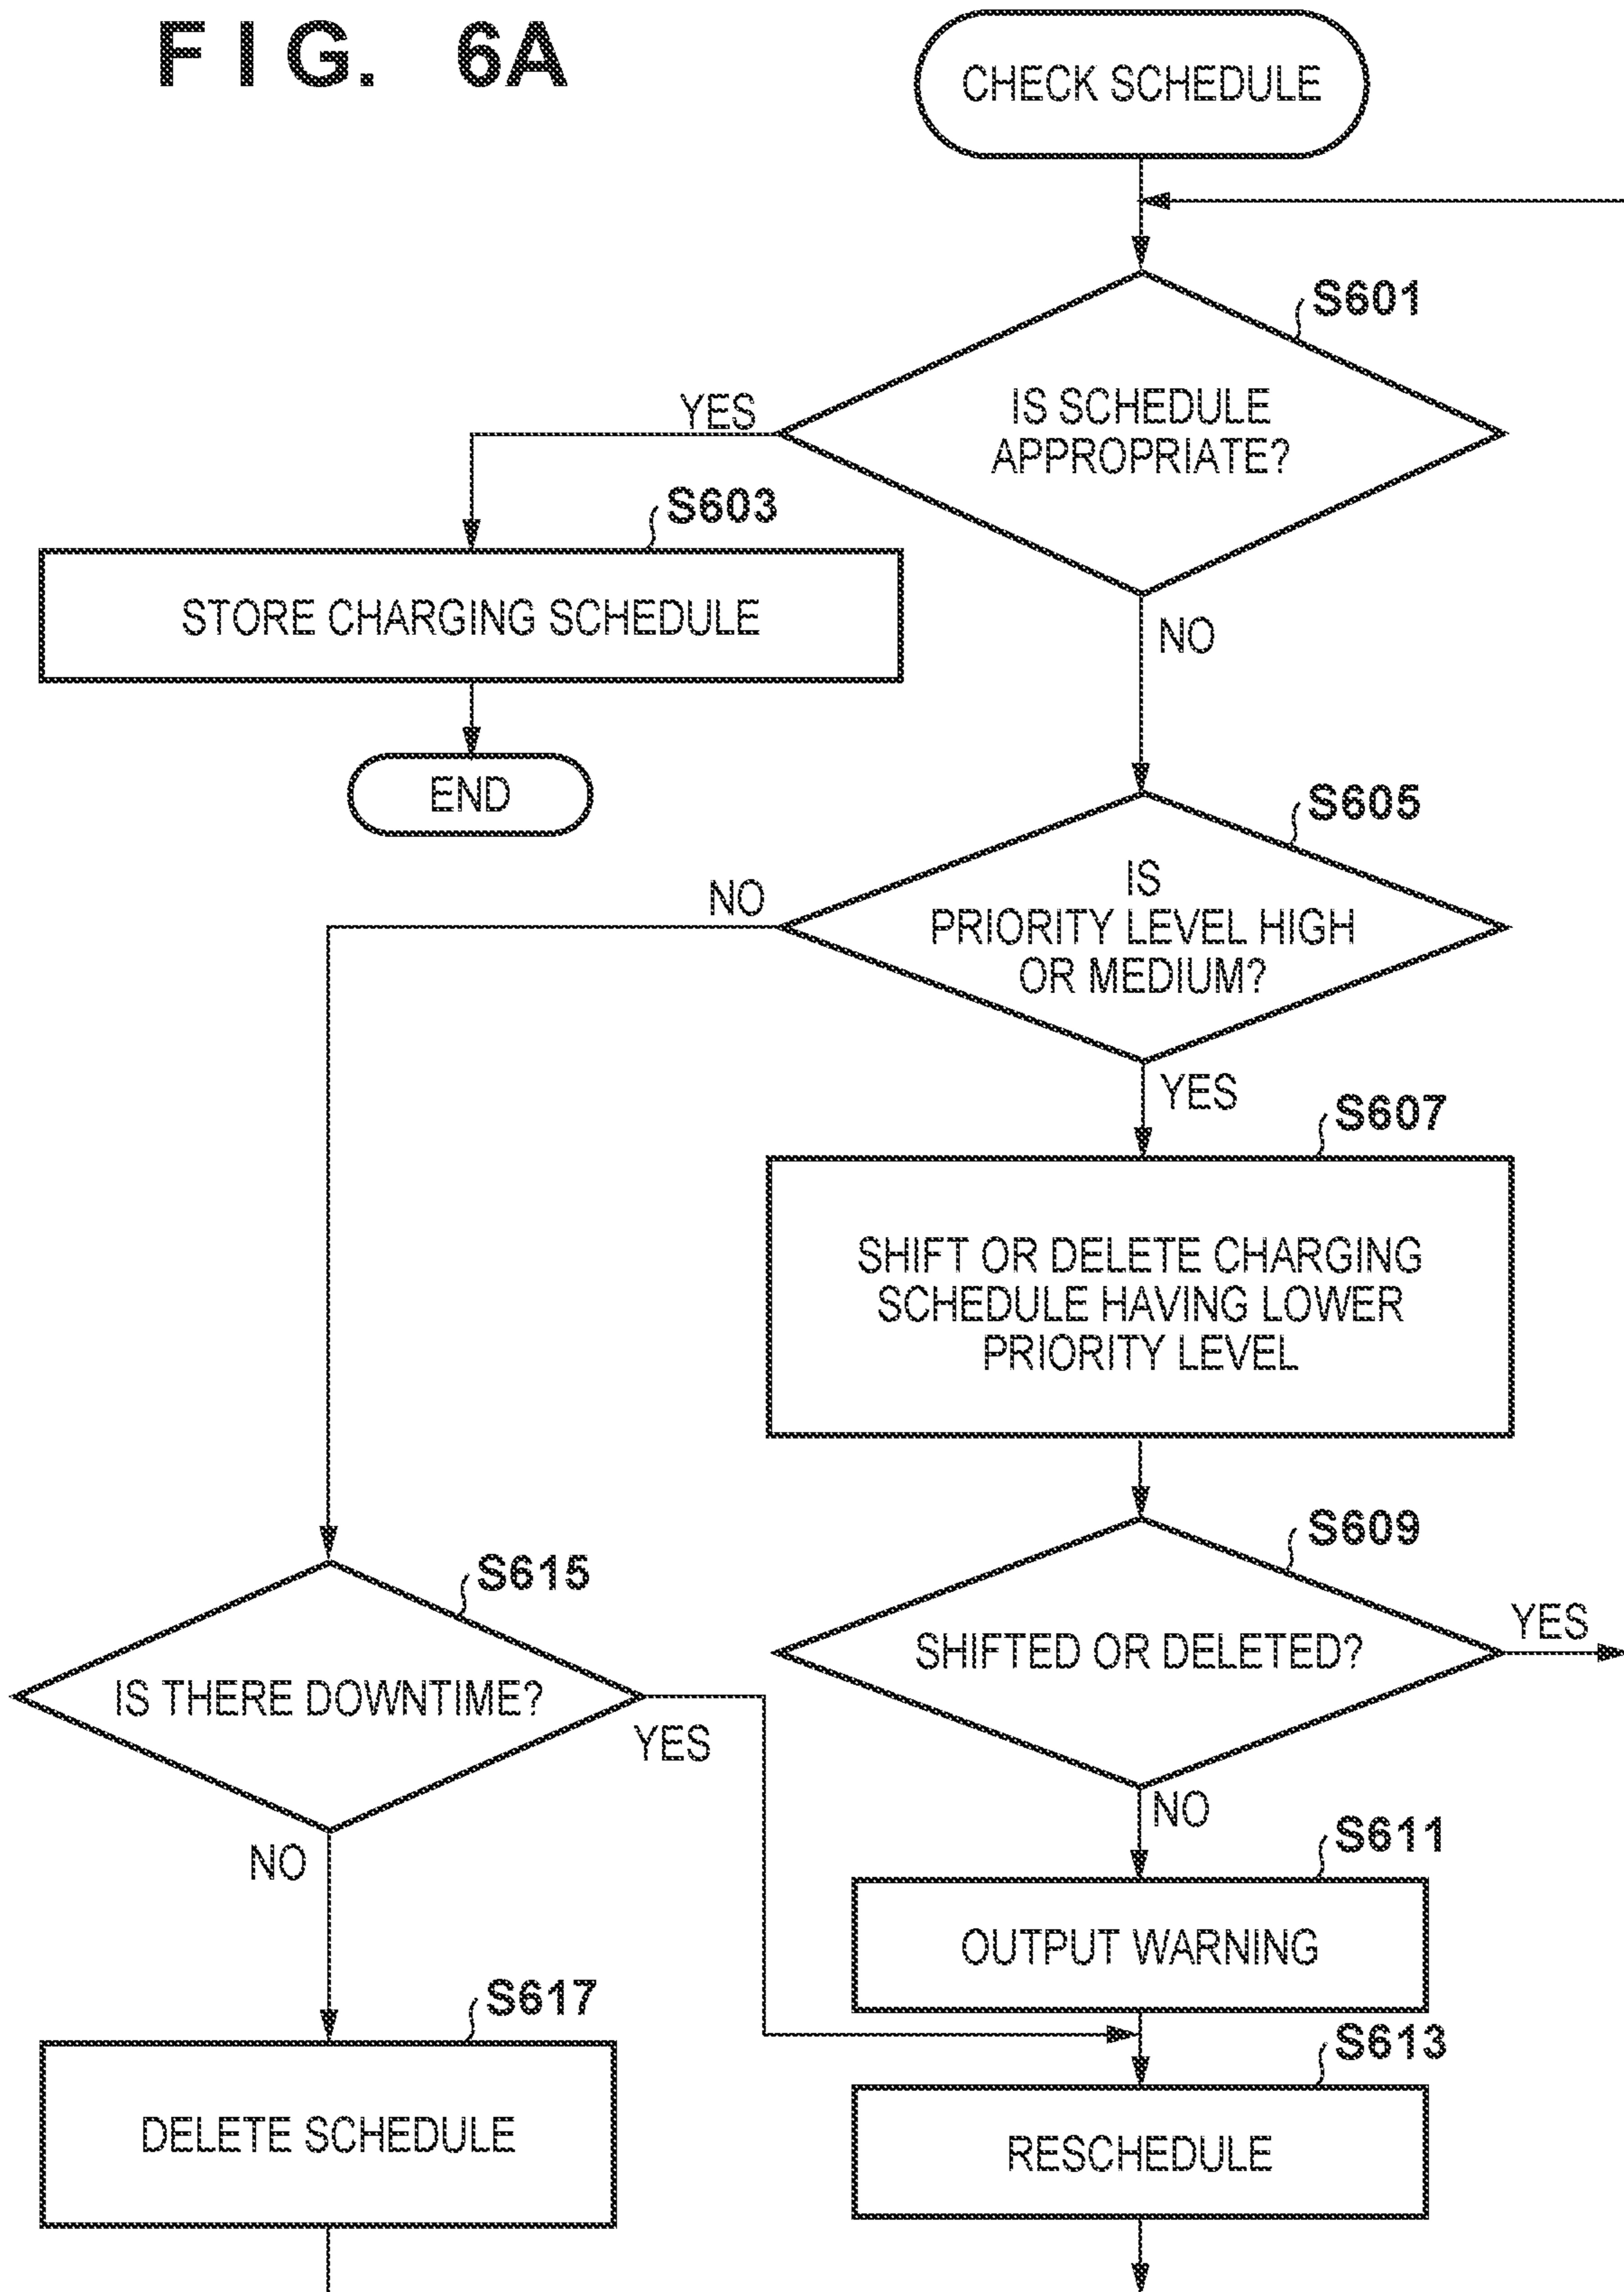 FIG. 6A
CHECK SCHEDULE
S601
IS SCHEDULE
APPROPRIATE?
YES
NO
S603
STORE CHARGING SCHEDULE
END
S605
IS
PRIORITY LEVEL HIGH
OR MEDIUM?
NO
YES
S607
SHIFT OR DELETE CHARGING
SCHEDULE HAVING LOWER
PRIORITY LEVEL
S609
SHIFTED OR DELETED?
YES
NO
S615
IS THERE DOWNTIME?
YES
NO
S611
OUTPUT WARNING
S617
DELETE SCHEDULE
S613
RESCHEDULE